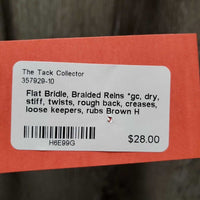 The Tack Collector
357929-10
Flat Bridle, Braided Reins *gc, dry,
stiff, twists, rough back, creases,
loose keepers, rubs Brown H
H6E99G
$28.00